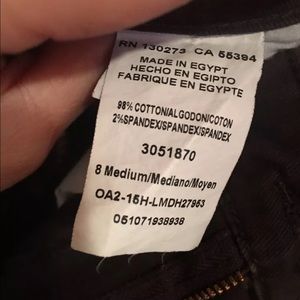 RN 130273 CA 55394
MADE IN EGYPT
HECHO EN EGIPTO
FABRIQUE EN EGYPTE
98% COTTON/ALGODON/COTON
2%SPANDEX/SPANDEX/SPANDEX
3051870
8 Medium/Mediano/Moyen
OA2-15H-LMDH27953
051071938938